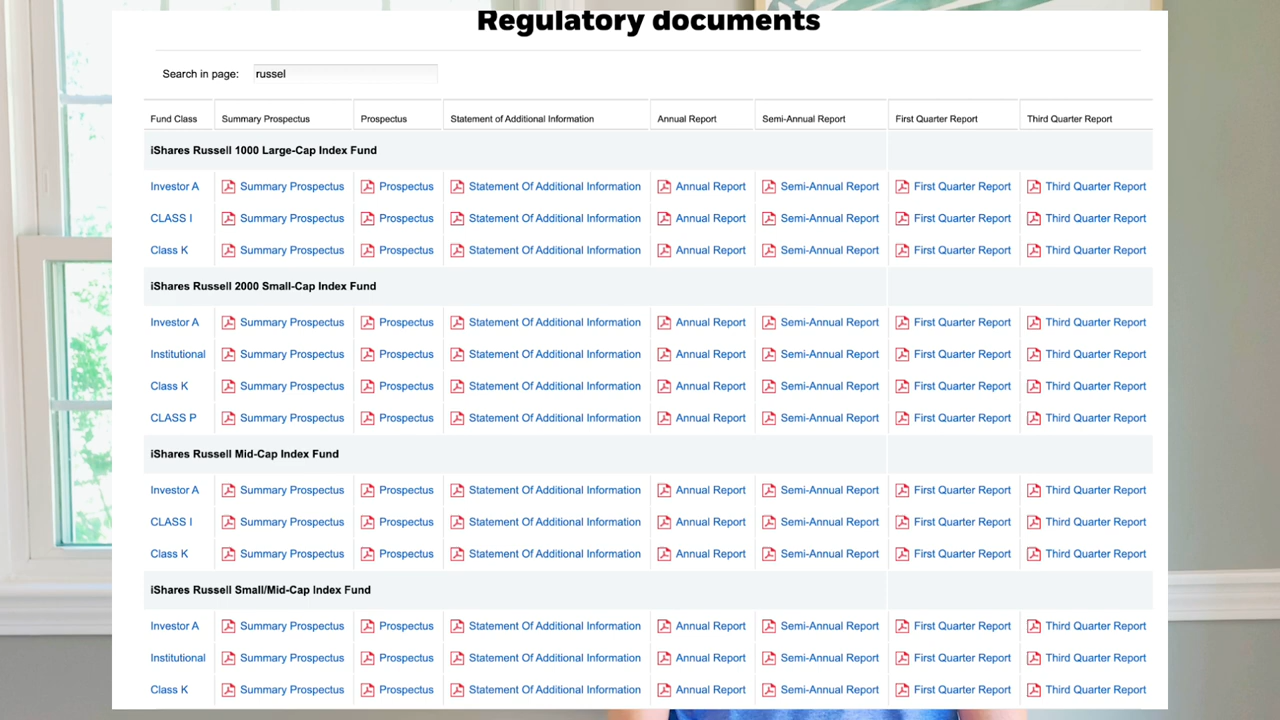 Regulatory documents
Search in page: russel
Fund Class Summary Prospectus Prospectus Statement of Additional Information Annual Report Semi-Annual Report First Quarter Report Third Quarter Report
iShares Russell 1000 Large-Cap Index Fund
Investor A Summary Prospectus Prospectus Statement Of Additional Information Annual Report Semi-Annual Report First Quarter Report Third Quarter Report
CLASS I Summary Prospectus Prospectus Statement Of Additional Information Annual Report Semi-Annual Report First Quarter Report Third Quarter Report
Class K Summary Prospectus Prospectus Statement Of Additional Information Annual Report Semi-Annual Report First Quarter Report Third Quarter Report
iShares Russell 2000 Small-Cap Index Fund
Investor A Summary Prospectus Prospectus Statement Of Additional Information Annual Report Semi-Annual Report First Quarter Report Third Quarter Report
Institutional Summary Prospectus Prospectus Statement Of Additional Information Annual Report Semi-Annual Report First Quarter Report Third Quarter Report
Class K Summary Prospectus Prospectus Statement Of Additional Information Annual Report Semi-Annual Report First Quarter Report Third Quarter Report
CLASS P Summary Prospectus Prospectus Statement Of Additional Information Annual Report Semi-Annual Report First Quarter Report Third Quarter Report
iShares Russell Mid-Cap Index Fund
Investor A Summary Prospectus Prospectus Statement Of Additional Information Annual Report Semi-Annual Report First Quarter Report Third Quarter Report
CLASS I Summary Prospectus Prospectus Statement Of Additional Information Annual Report Semi-Annual Report First Quarter Report Third Quarter Report
Class K Summary Prospectus Prospectus Statement Of Additional Information Annual Report Semi-Annual Report First Quarter Report Third Quarter Report
iShares Russell Small/Mid-Cap Index Fund
Investor A Summary Prospectus Prospectus Statement Of Additional Information Annual Report Semi-Annual Report First Quarter Report Third Quarter Report
Institutional Summary Prospectus Prospectus Statement Of Additional Information Annual Report Semi-Annual Report First Quarter Report Third Quarter Report
Class K Summary Prospectus Prospectus Statement Of Additional Information Annual Report Semi-Annual Report First Quarter Report Third Quarter Report